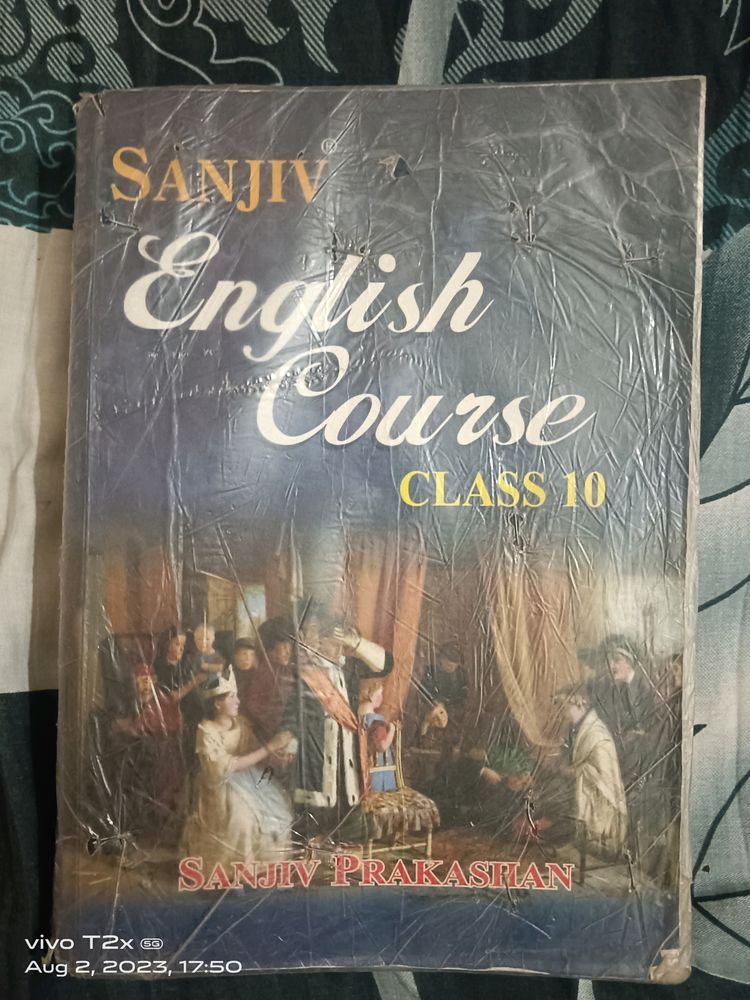 SANJIV®
English
Course
CLASS 10
SANJIV PRAKASHAN
vivo T2x 5G
Aug 2, 2023, 17:50